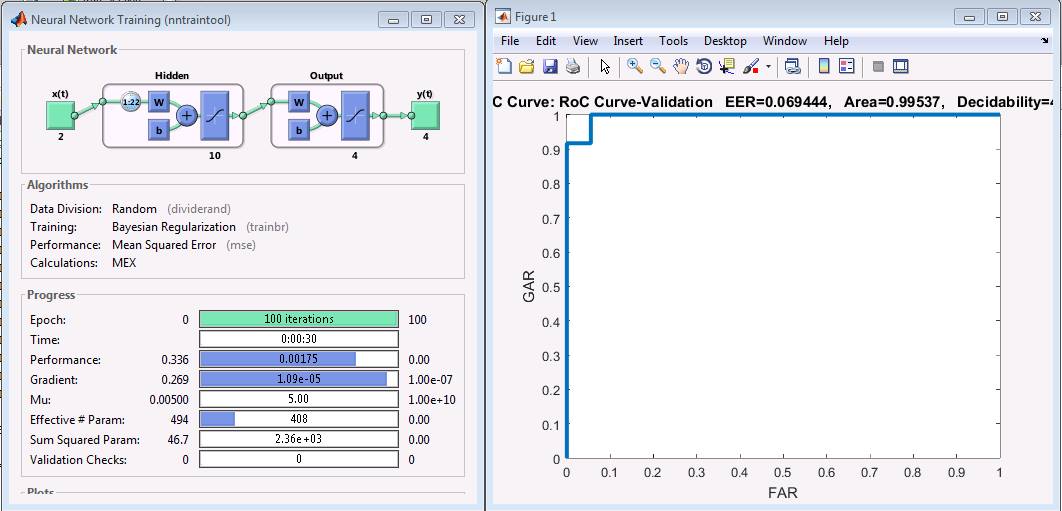 Neural Network Training (nntraintool)
Neural Network
Hidden
Output
x(t)
1:22
W
b
+
W
b
+
y(t)
2
10
4
4
Algorithms
Data Division: Random (dividerand)
Training: Bayesian Regularization (trainbr)
Performance: Mean Squared Error (mse)
Calculations: MEX
Progress
Epoch: 0 100 iterations 100
Time: 0:00:30
Performance: 0.336 0.00175 0.00
Gradient: 0.269 1.09e-05 1.00e-07
Mu: 0.00500 5.00 1.00e+10
Effective # Param: 494 408 0.00
Sum Squared Param: 46.7 2.36e+03 0.00
Validation Checks: 0 0 0
Plots
Figure 1
File Edit View Insert Tools Desktop Window Help
C Curve: RoC Curve-Validation EER=0.069444, Area=0.99537, Decidability=4
1
0.9
0.8
0.7
0.6
0.5
0.4
0.3
0.2
0.1
0
GAR
0 0.1 0.2 0.3 0.4 0.5 0.6 0.7 0.8 0.9 1
FAR